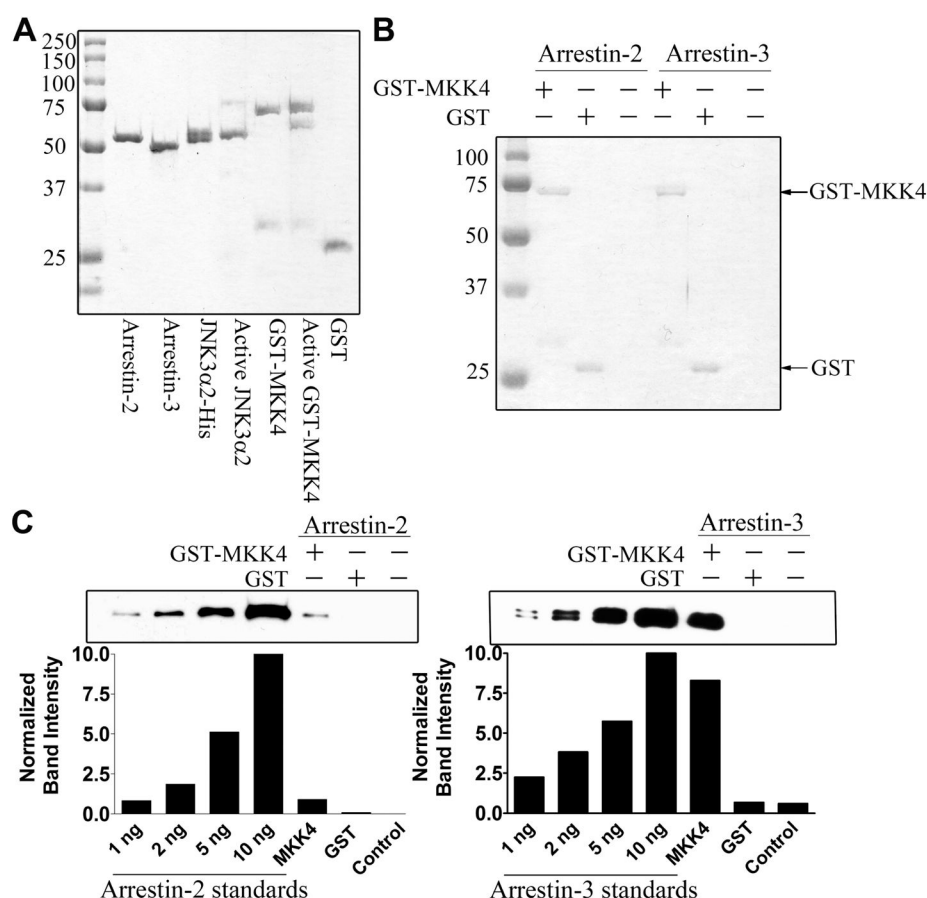 A
250
150
100
75
50
37
25
Arrestin-2
Arrestin-3
JNK3α2-His
Active JNK3α2
GST-MKK4
Active GST-MKK4
GST
B
Arrestin-2 Arrestin-3
GST-MKK4 + − − + − −
GST − + − − + −
100
75
50
37
25
GST-MKK4
GST
C
Arrestin-2
GST-MKK4 + − −
GST − + −
Normalized
Band Intensity
10.0
7.5
5.0
2.5
0.0
1 ng 2 ng 5 ng 10 ng MKK4 GST Control
Arrestin-2 standards
Arrestin-3
GST-MKK4 + − −
GST − + −
Normalized
Band Intensity
10.0
7.5
5.0
2.5
0.0
1 ng 2 ng 5 ng 10 ng MKK4 GST Control
Arrestin-3 standards